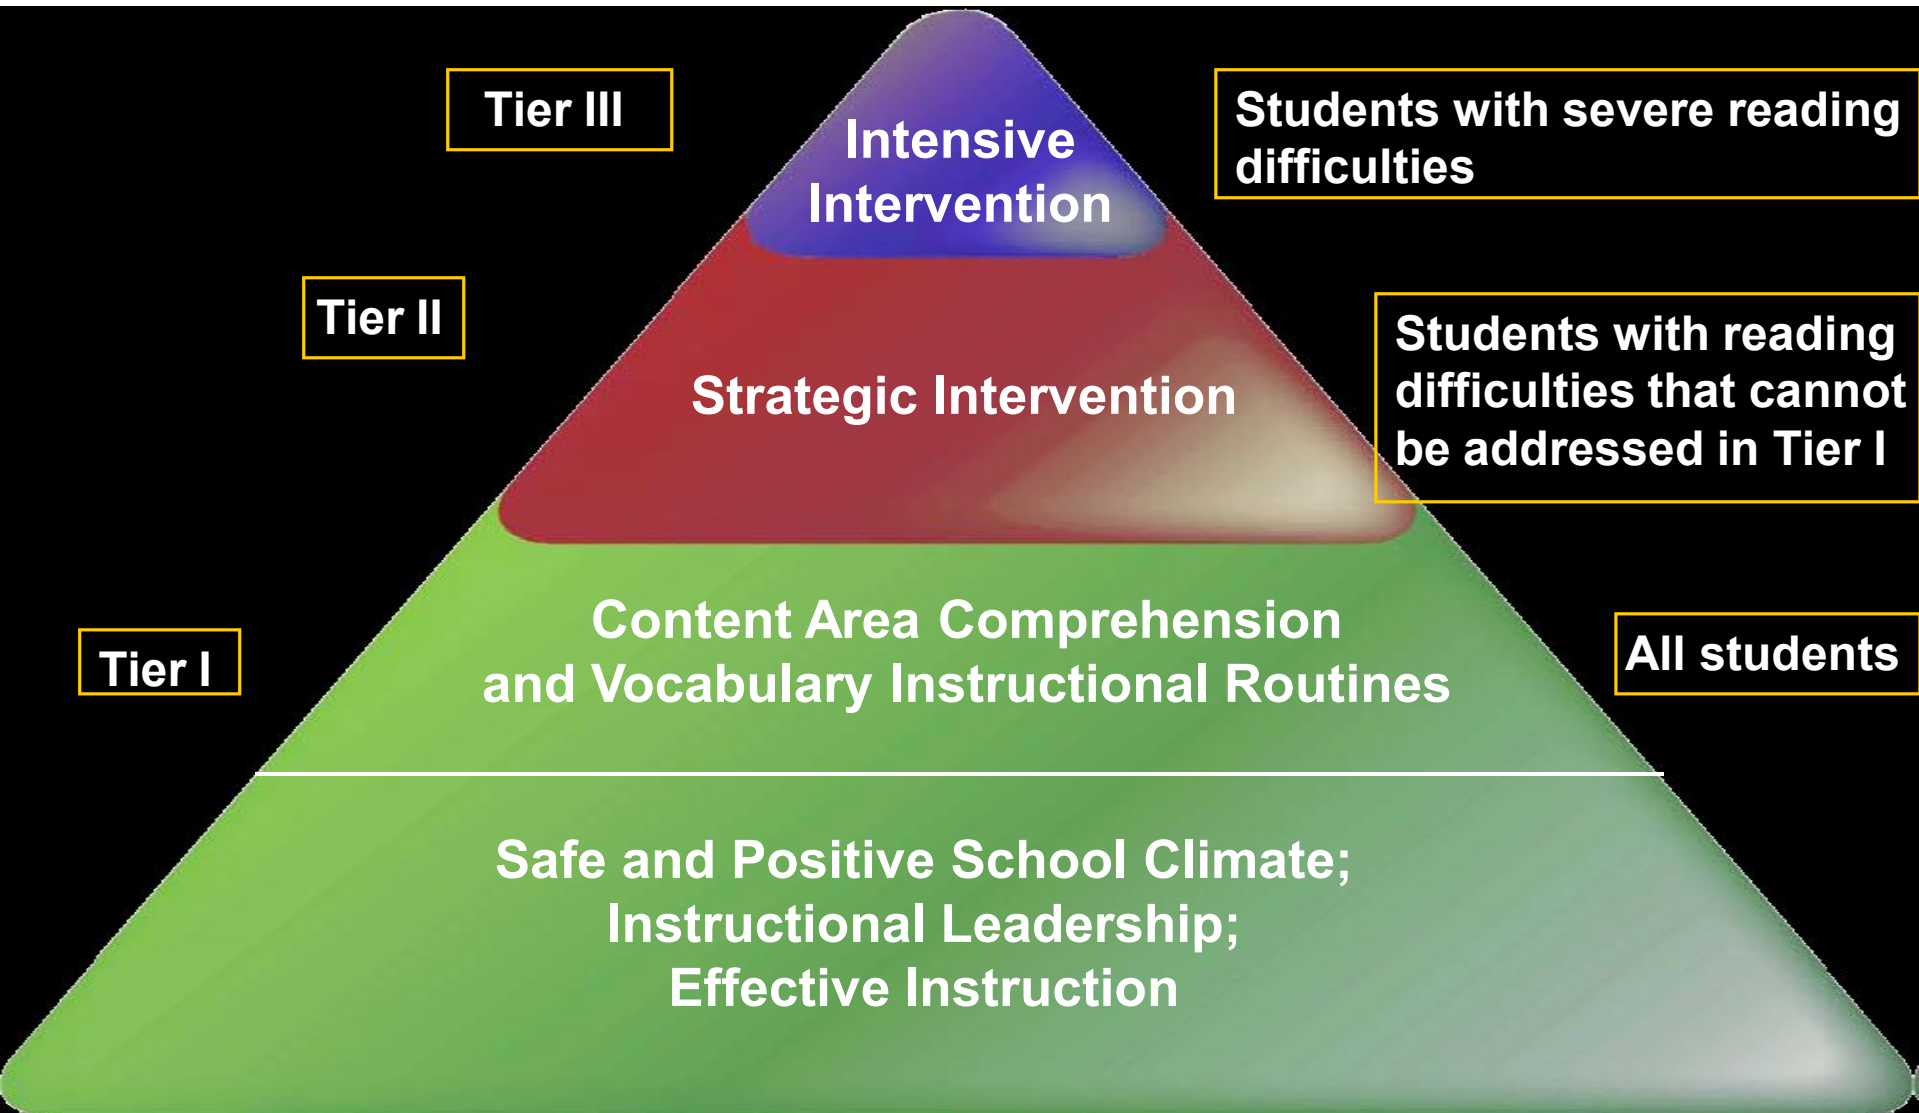 Tier III
Intensive
Intervention
Students with severe reading
difficulties
Tier II
Strategic Intervention
Students with reading
difficulties that cannot
be addressed in Tier I
Tier I
Content Area Comprehension
and Vocabulary Instructional Routines
All students
Safe and Positive School Climate;
Instructional Leadership;
Effective Instruction